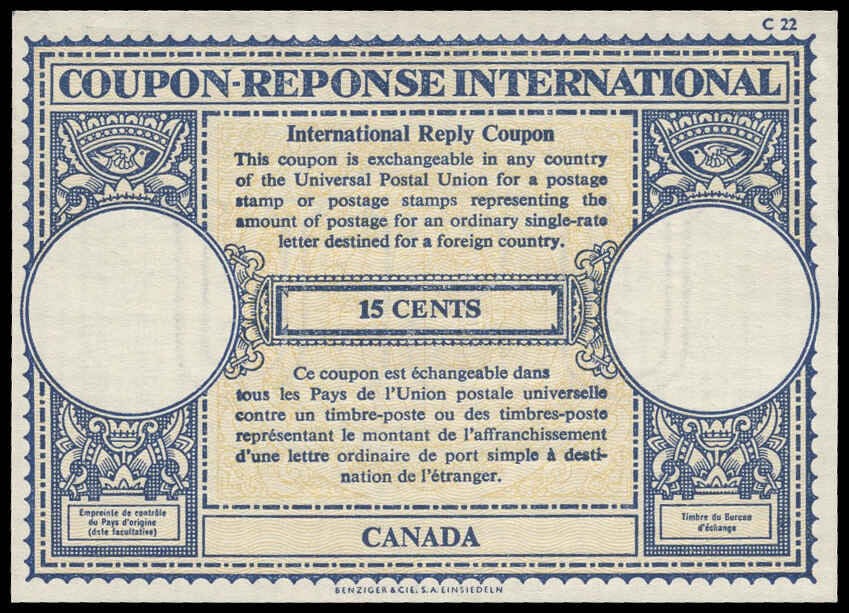 C 22
COUPON-REPONSE INTERNATIONAL
International Reply Coupon
This coupon is exchangeable in any country
of the Universal Postal Union for a postage
stamp or postage stamps representing the
amount of postage for an ordinary single-rate
letter destined for a foreign country.
15 CENTS
Ce coupon est échangeable dans
tous les Pays de l'Union postale universelle
contre un timbre-poste ou des timbres-poste
représentant le montant de l'affranchissement
d'une lettre ordinaire de port simple à desti-
nation de l'étranger.
Empreinte de contrôle
du Pays d'origine
(date facultative)
Timbre du Bureau
d'échange
CANADA
BENZIGER & CIE, S.A. EINSIEDELN